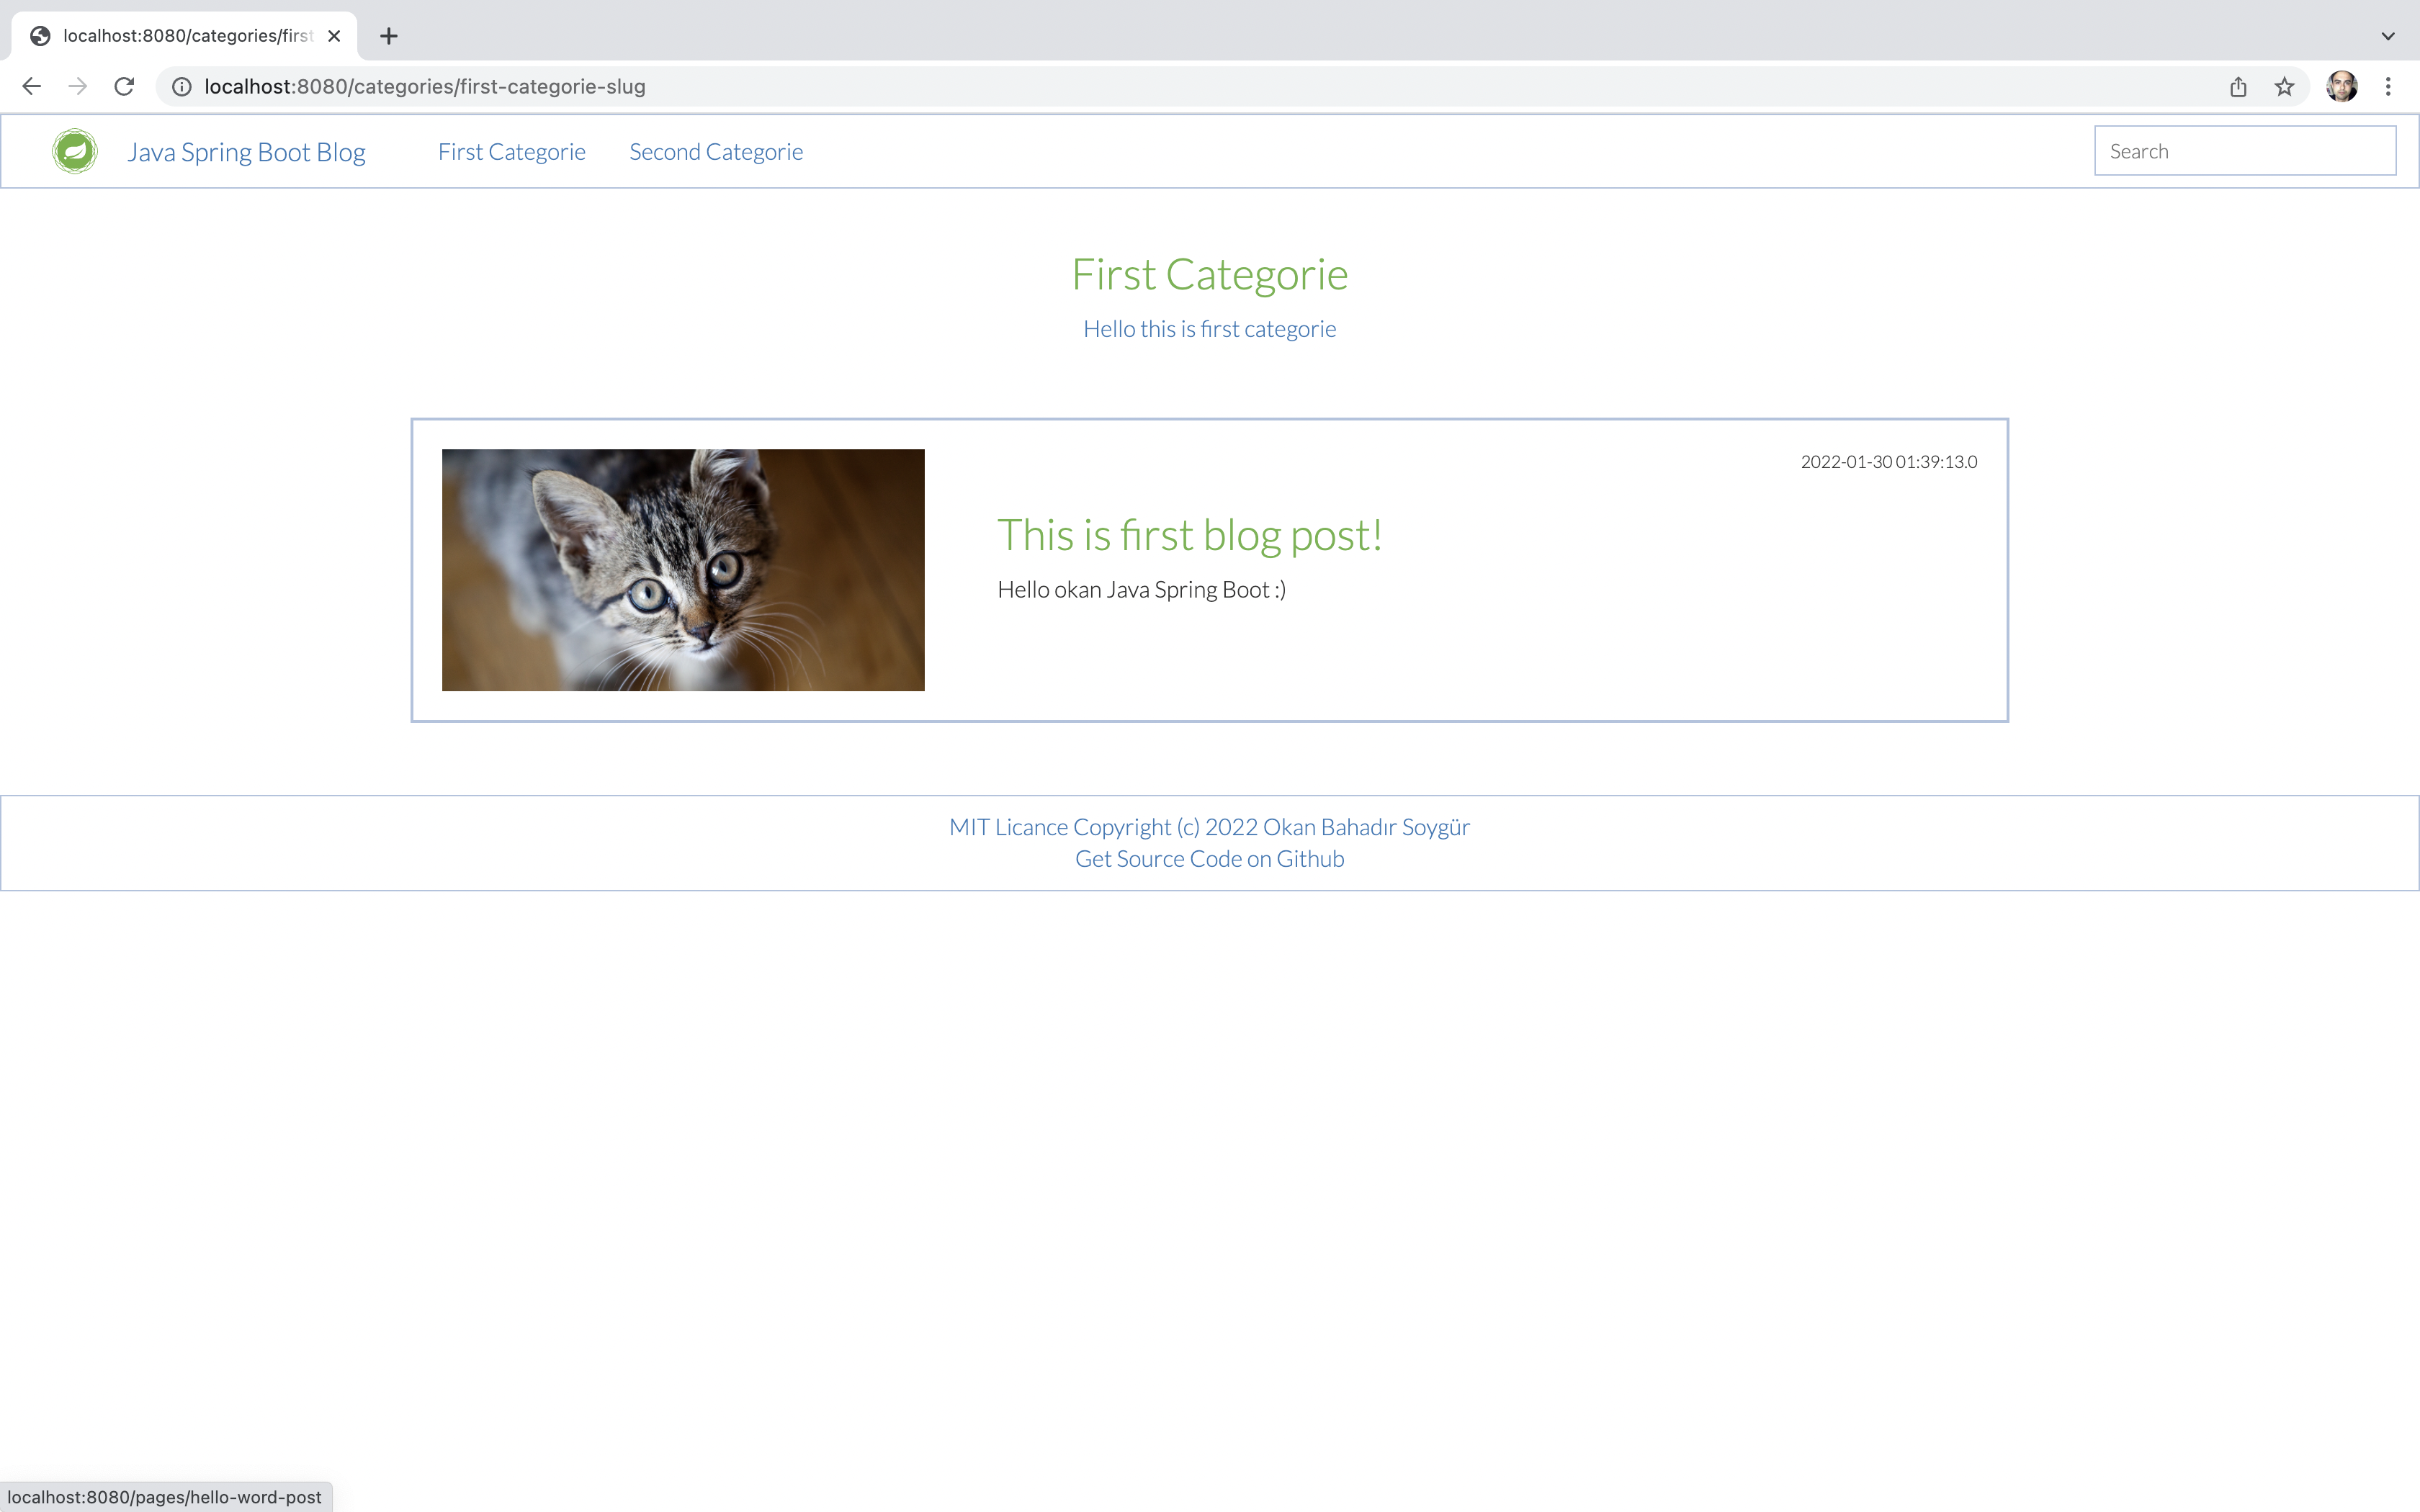 localhost:8080/categories/first
localhost:8080/categories/first-categorie-slug
Java Spring Boot Blog
First Categorie
Second Categorie
Search
First Categorie
Hello this is first categorie
2022-01-30 01:39:13.0
This is first blog post!
Hello okan Java Spring Boot :)
MIT Licance Copyright (c) 2022 Okan Bahadır Soygür
Get Source Code on Github
localhost:8080/pages/hello-word-post